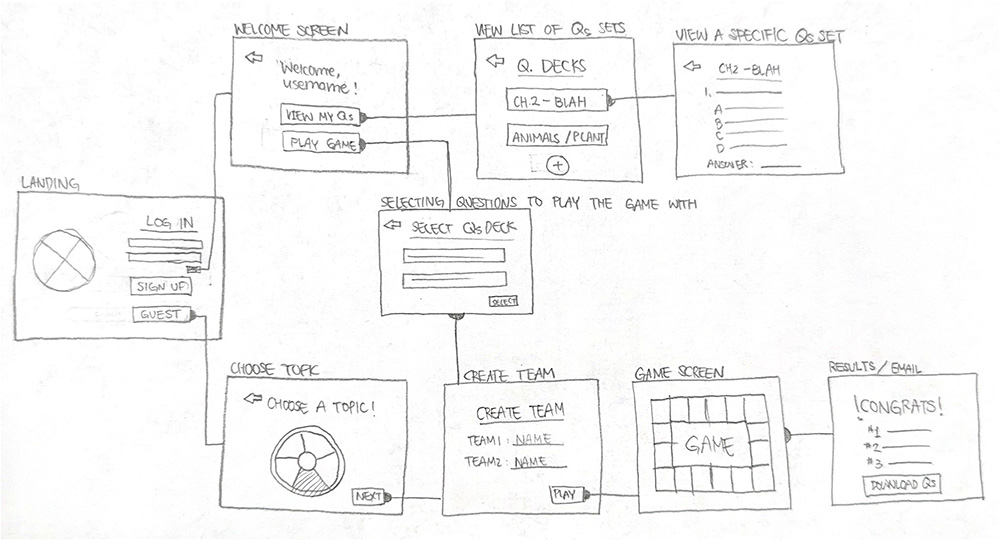 WELCOME SCREEN
Welcome,
username!
VIEW MY Qs
PLAY GAME
VIEW LIST OF Qs SETS
Q. DECKS
CH.2 - BLAH
ANIMALS / PLANT
+
VIEW A SPECIFIC Qs SET
CH2 - BLAH
1.
A
B
C
D
ANSWER:
LANDING
LOG IN
SIGN UP
GUEST
SELECTING QUESTIONS TO PLAY THE GAME WITH
SELECT Qs DECK
SELECT
CHOOSE TOPIC
CHOOSE A TOPIC!
NEXT
CREATE TEAM
CREATE TEAM
TEAM1: NAME
TEAM2: NAME
PLAY
GAME SCREEN
GAME
RESULTS / EMAIL
!CONGRATS!
#1
#2
#3
DOWNLOAD Qs